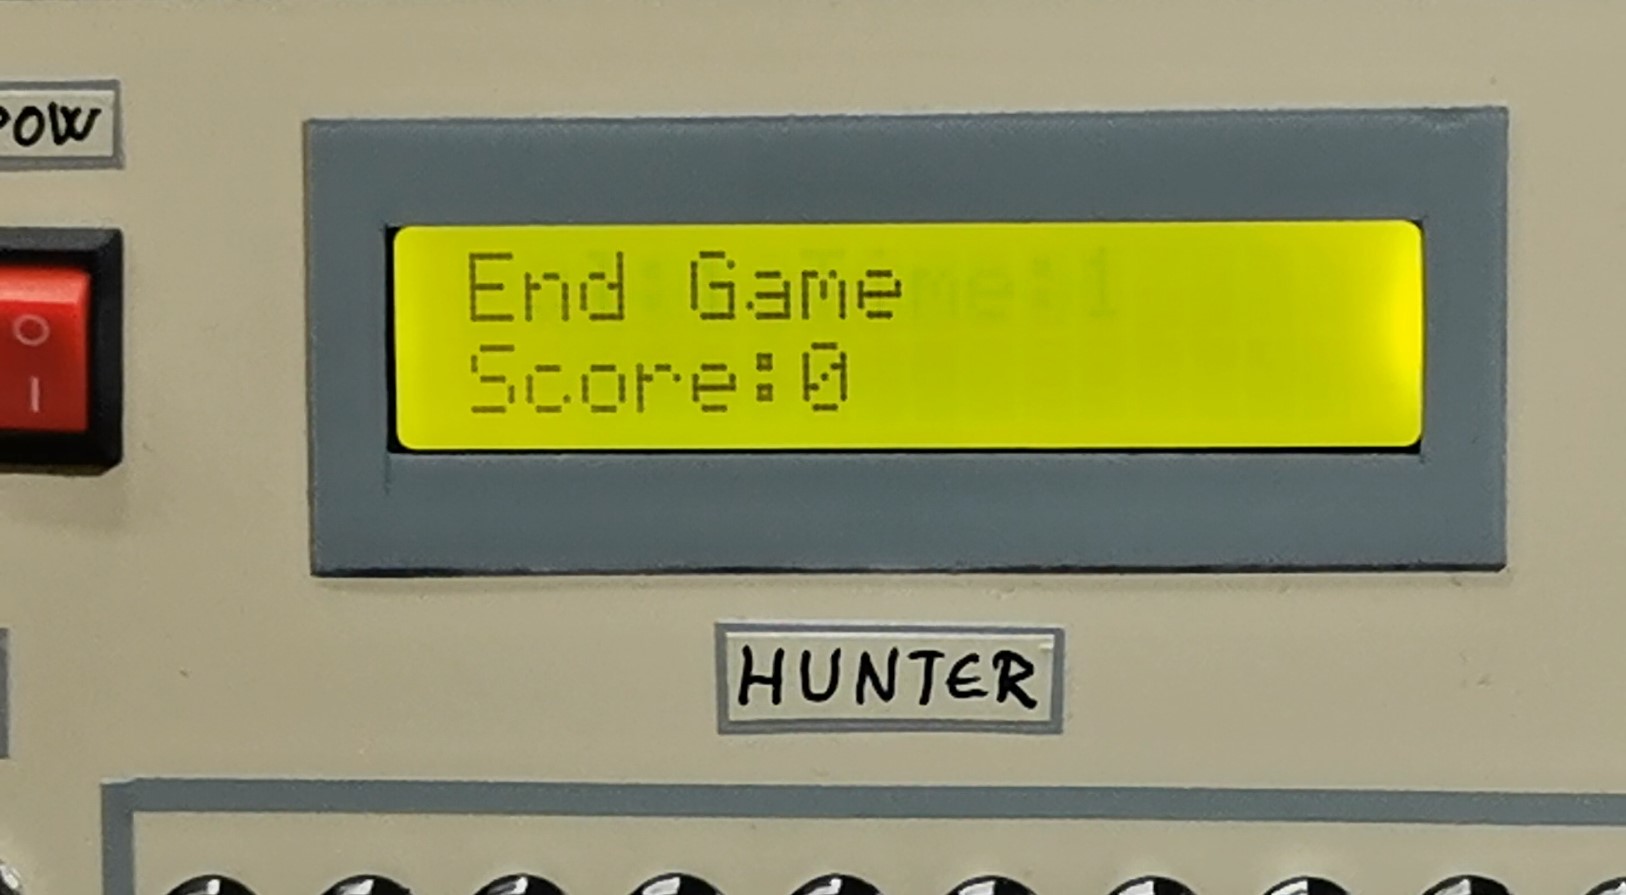 POW
End Game
Score:0
HUNTER